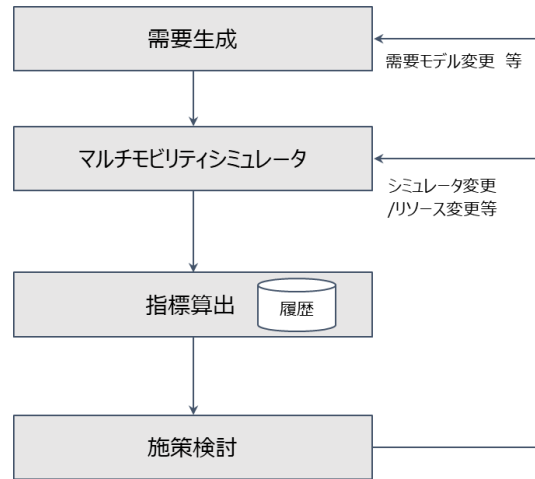 需要生成
需要モデル変更 等
マルチモビリティシミュレータ
シミュレータ変更
/リソース変更等
指標算出
履歴
施策検討